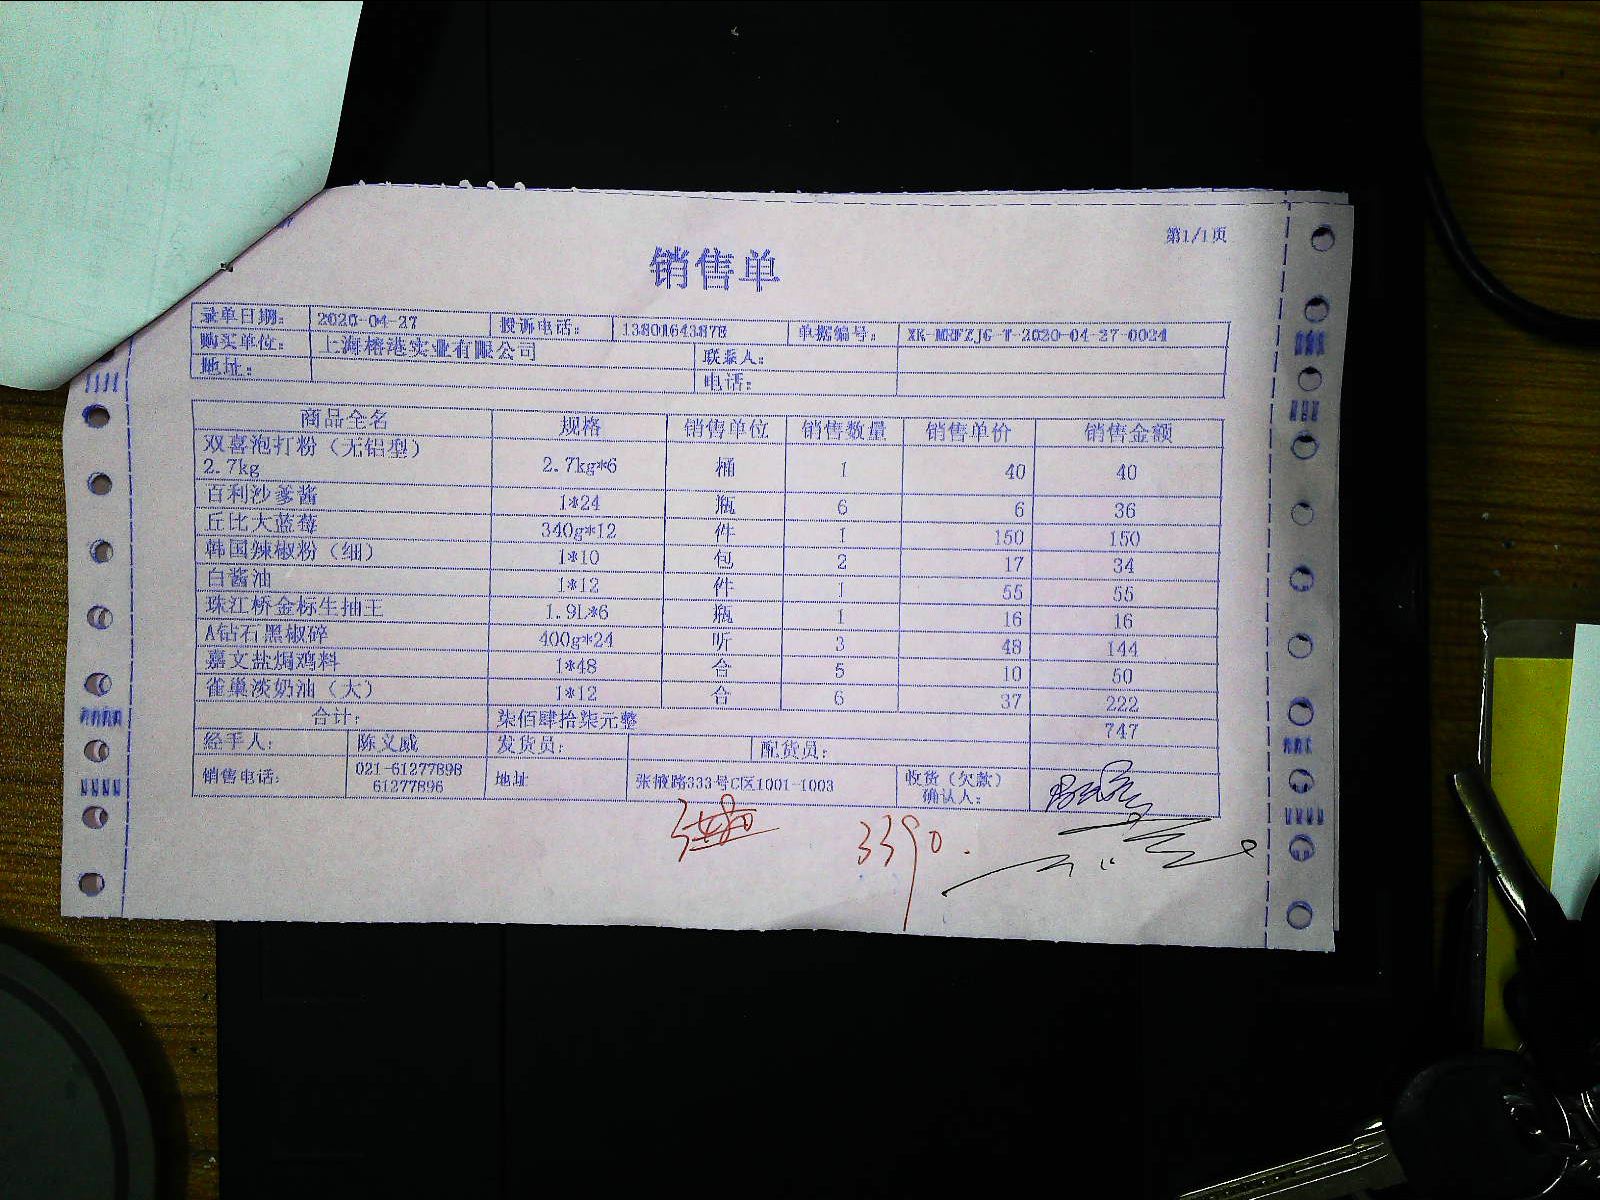 第1/1页
销售单
录单日期： 2020-04-27 投诉电话： 13801643878 单据编号： XK-MHFZJG-T-2020-04-27-0024
购买单位： 上海榕港实业有限公司 联系人：
地址： 电话：
商品全名 规格 销售单位 销售数量 销售单价 销售金额
双喜泡打粉（无铝型）
2.7kg 2.7kg*6 桶 1 40 40
百利沙爹酱 1*24 瓶 6 6 36
丘比大蓝莓 340g*12 件 1 150 150
韩国辣椒粉（细） 1*10 包 2 17 34
白酱油 1*12 件 1 55 55
珠江桥金标生抽王 1.9L*6 瓶 1 16 16
A钻石黑椒碎 400g*24 听 3 48 144
嘉文盐焗鸡料 1*48 合 5 10 50
雀巢淡奶油（大） 1*12 合 6 37 222
合计： 柒佰肆拾柒元整 747
经手人： 陈义威 发货员： 配货员：
销售电话： 021-61277898
61277896 地址 张掖路333号C区1001-1003 收货（欠款）
确认人：
3390.